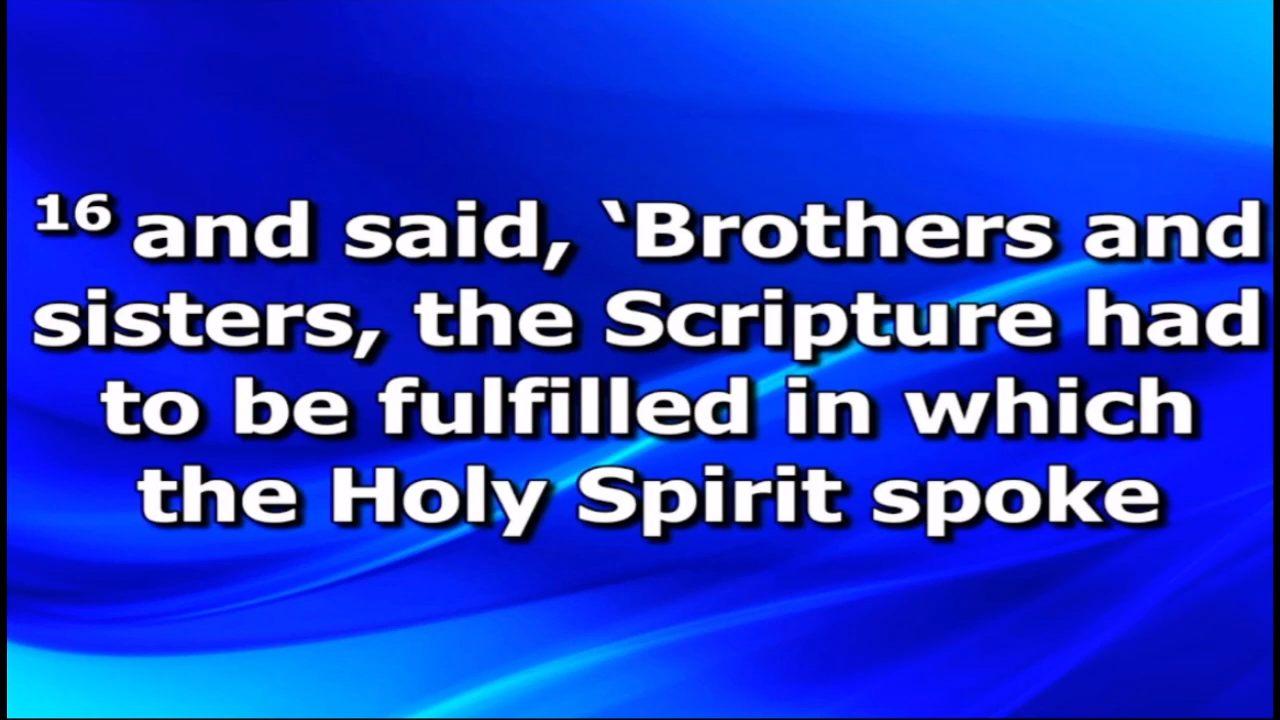 16 and said, ‘Brothers and
sisters, the Scripture had
to be fulfilled in which
the Holy Spirit spoke